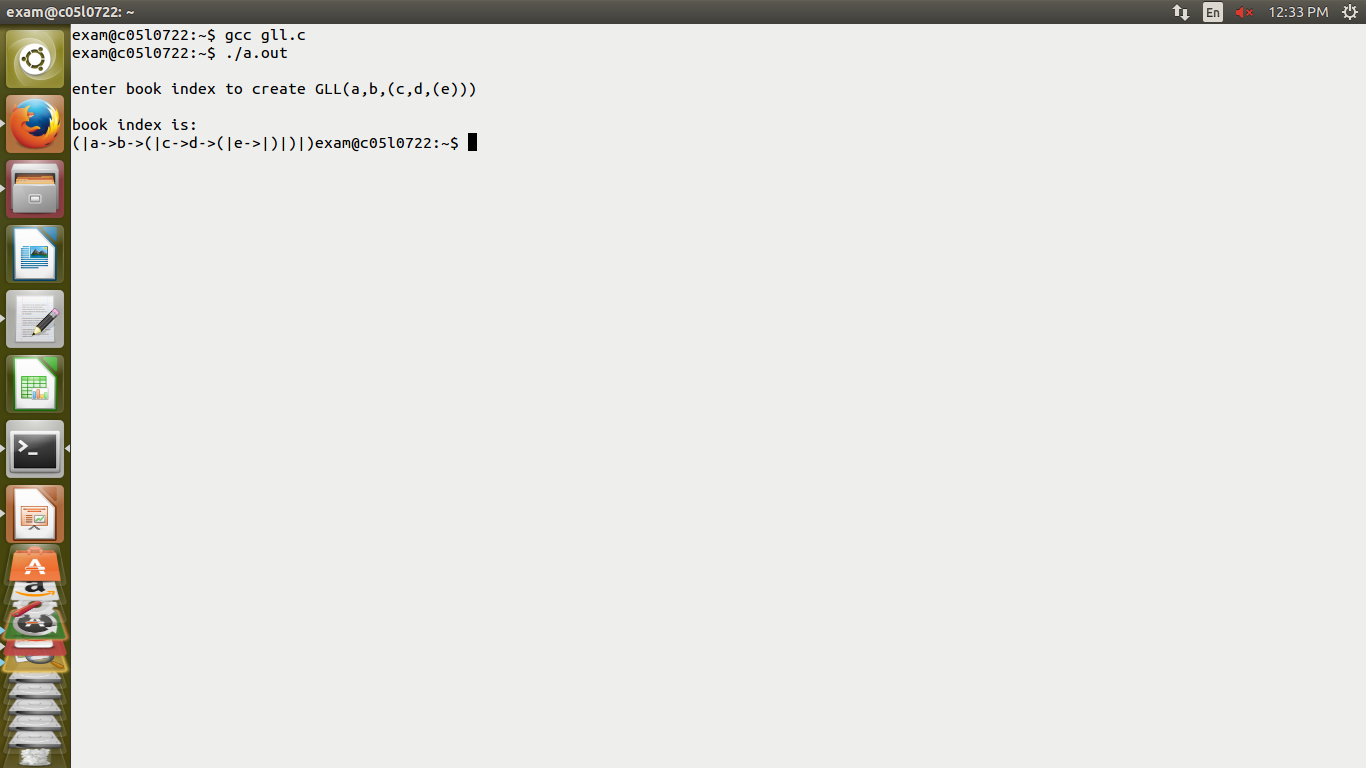 exam@c05l0722: ~
En
12:33 PM
exam@c05l0722:~$ gcc gll.c
exam@c05l0722:~$ ./a.out
enter book index to create GLL(a,b,(c,d,(e)))
book index is:
(|a->b->(|c->d->(|e->|)|)|)exam@c05l0722:~$